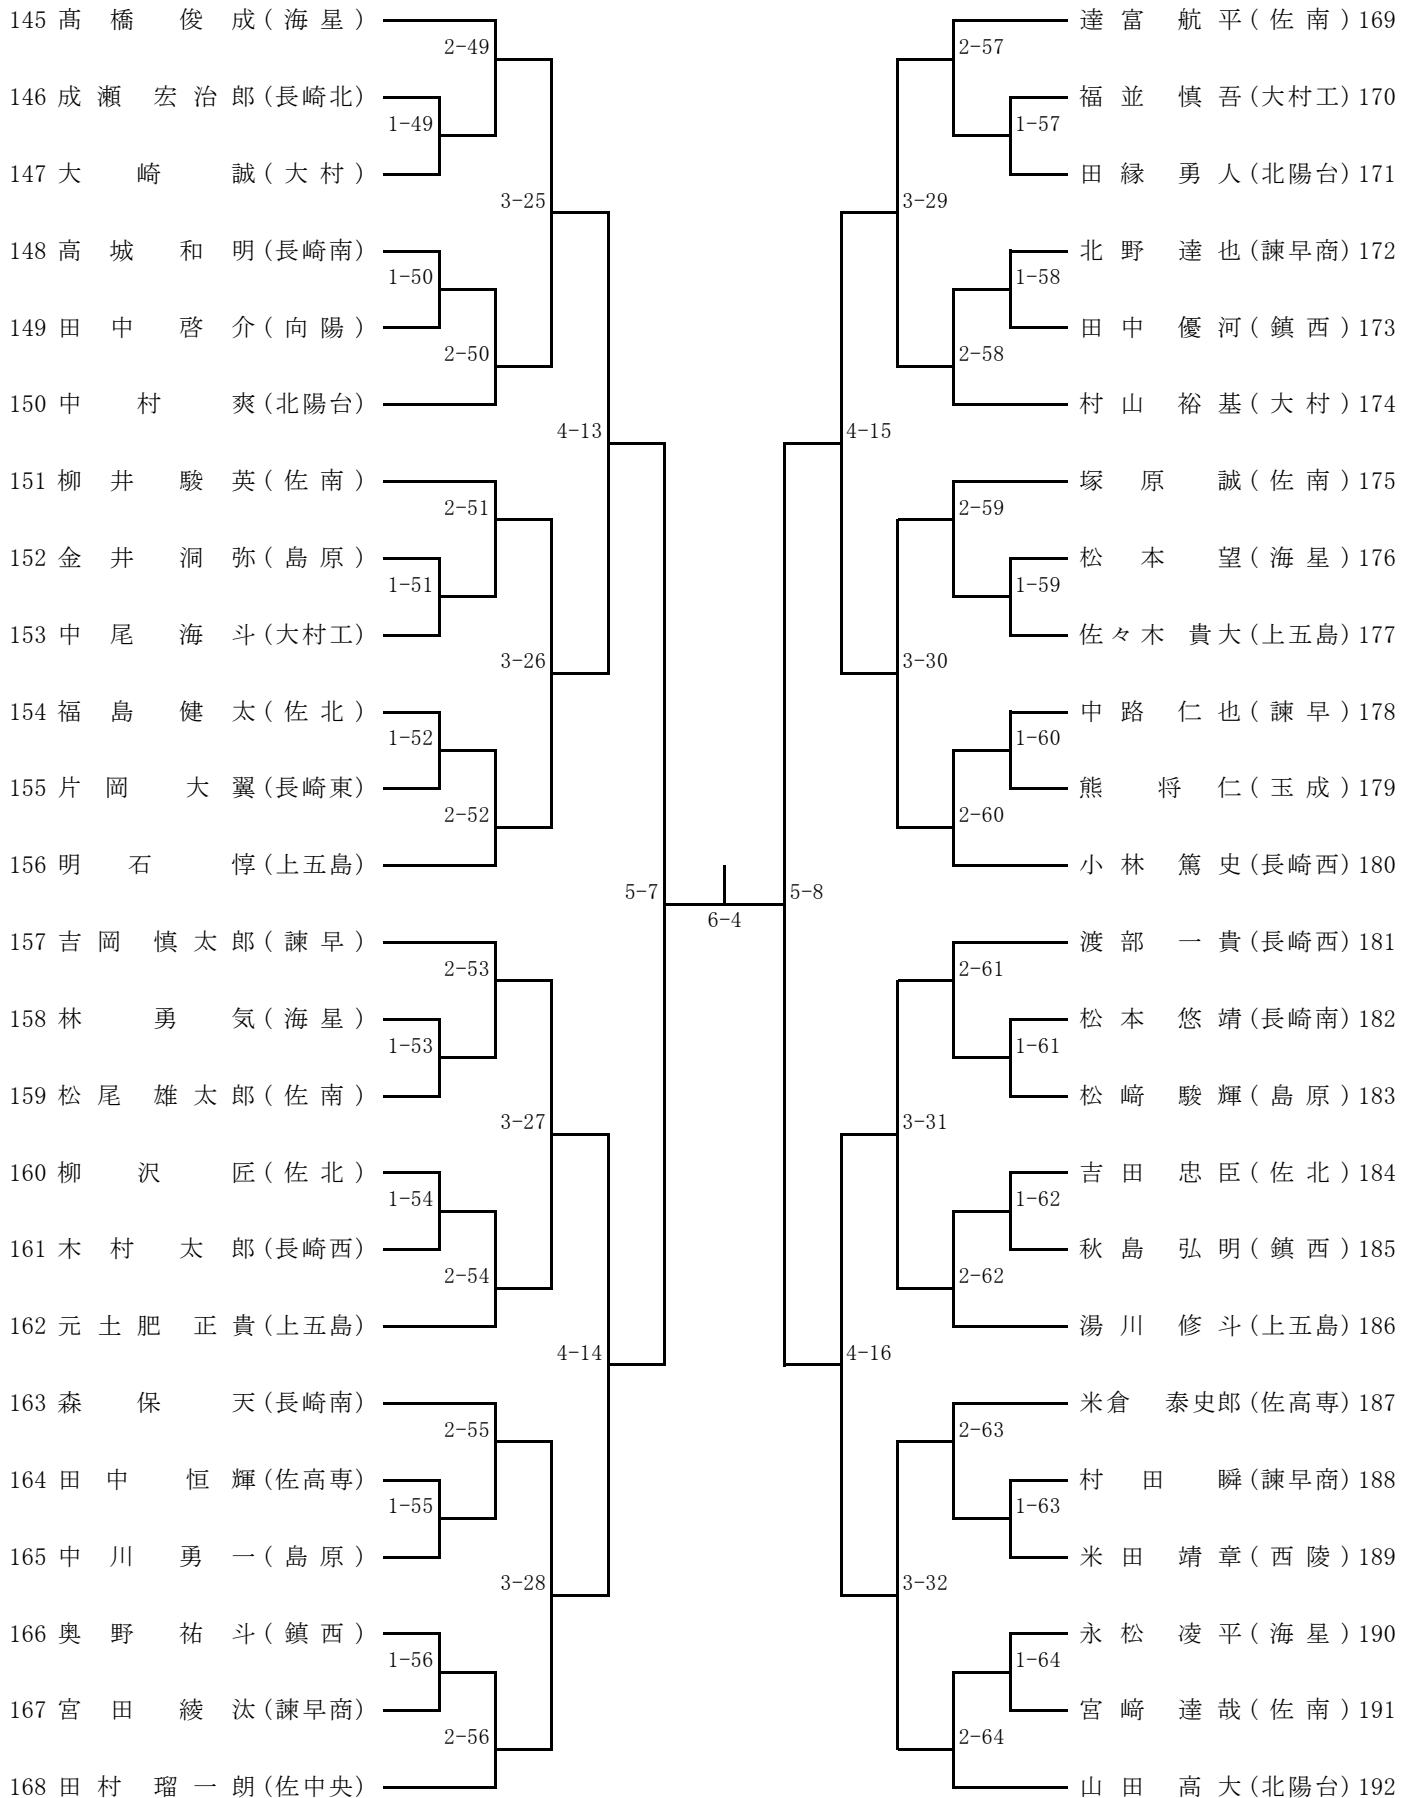 145 髙橋 俊成(海星)
2-49
146 成瀬 宏治郎(長崎北)
1-49
147 大崎 誠(大村)
3-25
148 高城 和明(長崎南)
1-50
149 田中 啓介(向陽)
2-50
150 中村 爽(北陽台)
4-13
151 柳井 駿英(佐南)
2-51
152 金井 洞弥(島原)
1-51
153 中尾 海斗(大村工)
3-26
154 福島 健太(佐北)
1-52
155 片岡 大翼(長崎東)
2-52
156 明石 惇(上五島)
5-7
157 吉岡 慎太郎(諫早)
2-53
158 林 勇気(海星)
1-53
159 松尾 雄太郎(佐南)
3-27
160 柳沢 匠(佐北)
1-54
161 木村 太郎(長崎西)
2-54
162 元土肥 正貴(上五島)
4-14
163 森保 天(長崎南)
2-55
164 田中 恒輝(佐高専)
1-55
165 中川 勇一(島原)
3-28
166 奥野 祐斗(鎮西)
1-56
167 宮田 綾汰(諫早商)
2-56
168 田村 瑠一朗(佐中央)
6-4
達富 航平(佐南)169
2-57
福並 慎吾(大村工)170
1-57
田縁 勇人(北陽台)171
3-29
北野 達也(諫早商)172
1-58
田中 優河(鎮西)173
2-58
村山 裕基(大村)174
4-15
塚原 誠(佐南)175
2-59
松本 望(海星)176
1-59
佐々木 貴大(上五島)177
3-30
中路 仁也(諫早)178
1-60
熊 将仁(玉成)179
2-60
小林 篤史(長崎西)180
5-8
渡部 一貴(長崎西)181
2-61
松本 悠靖(長崎南)182
1-61
松﨑 駿輝(島原)183
3-31
吉田 忠臣(佐北)184
1-62
秋島 弘明(鎮西)185
2-62
湯川 修斗(上五島)186
4-16
米倉 泰史郎(佐高専)187
2-63
村田 瞬(諫早商)188
1-63
米田 靖章(西陵)189
3-32
永松 凌平(海星)190
1-64
宮﨑 達哉(佐南)191
2-64
山田 高大(北陽台)192